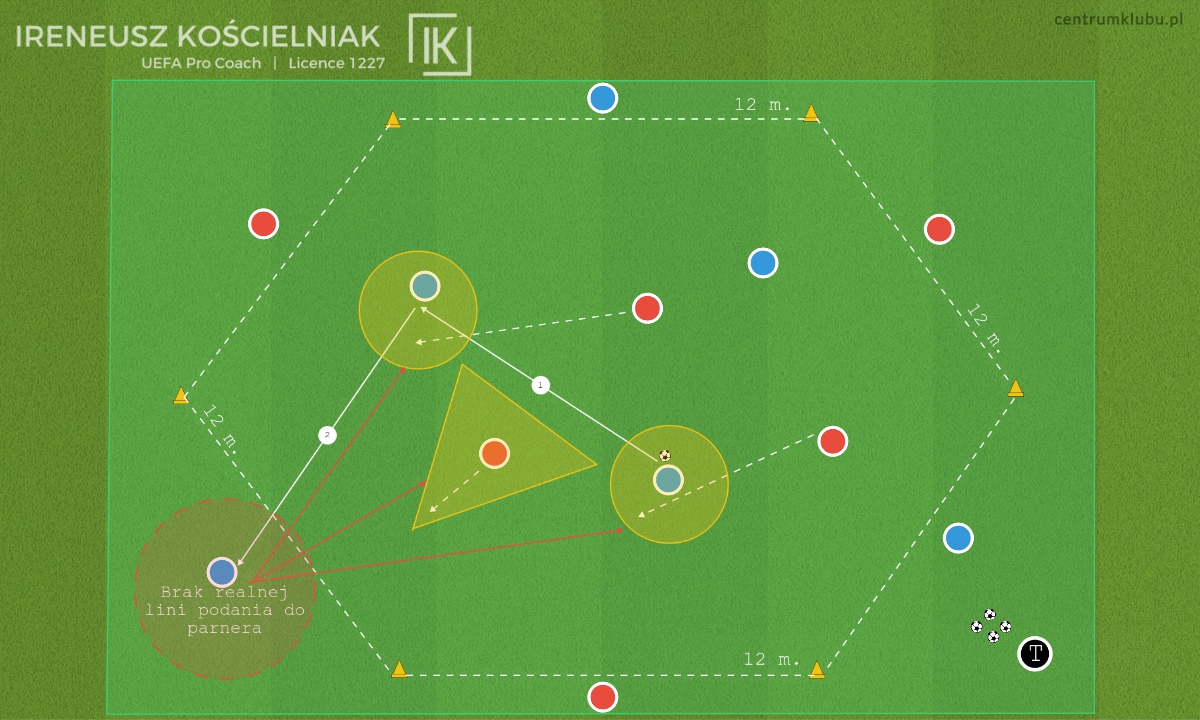 IRENEUSZ KOŚCIELNIAK
UEFA Pro Coach | Licence 1227
IK
centrumklubu.pl
12 m.
12 m.
1
12 m.
2
Brak realnej
lini podania do
parnera
T
12 m.